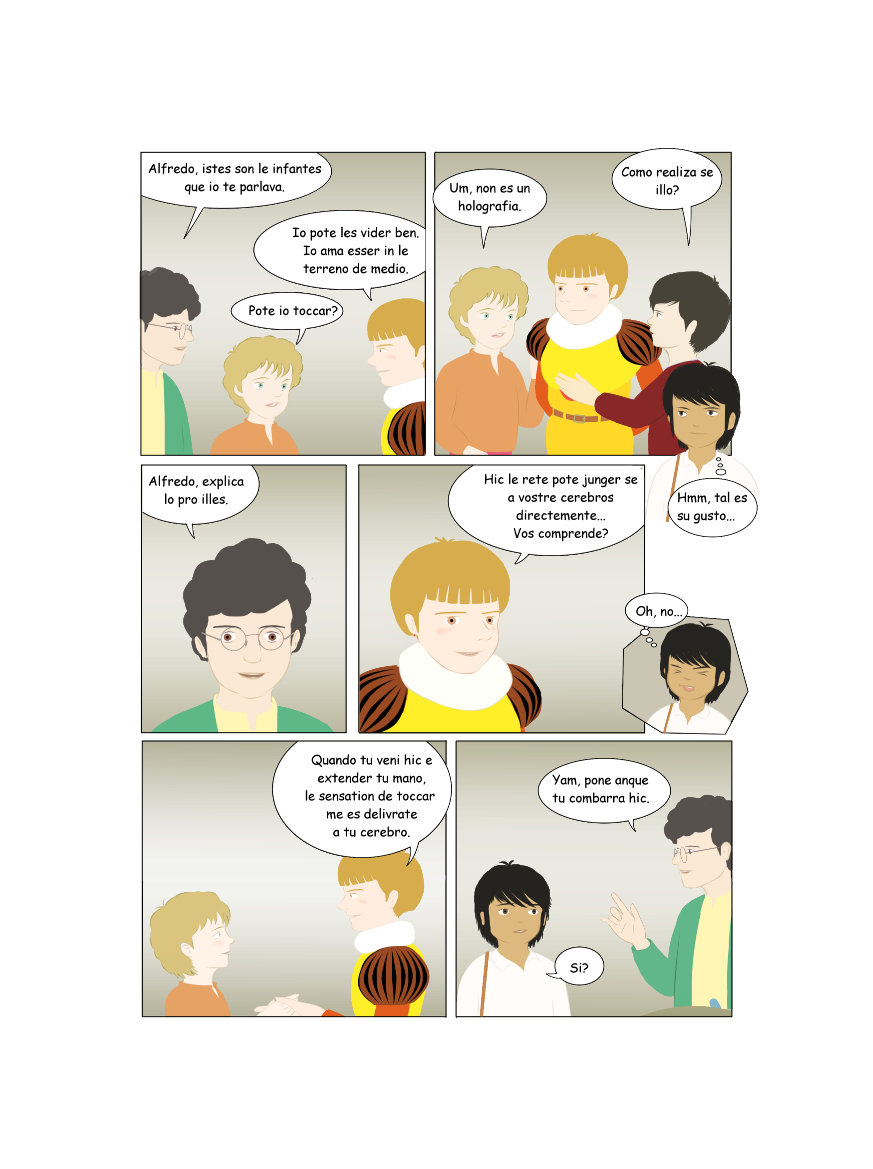 Alfredo, istes son le infantes
que io te parlava.
Io pote les vider ben.
Io ama esser in le
terreno de medio.
Pote io toccar?
Um, non es un
holografia.
Como realiza se
illo?
Hmm, tal es
su gusto...
Alfredo, explica
lo pro illes.
Hic le rete pote junger se
a vostre cerebros
directemente...
Vos comprende?
Oh, no...
Quando tu veni hic e
extender tu mano,
le sensation de toccar
me es delivrate
a tu cerebro.
Yam, pone anque
tu combarra hic.
Si?